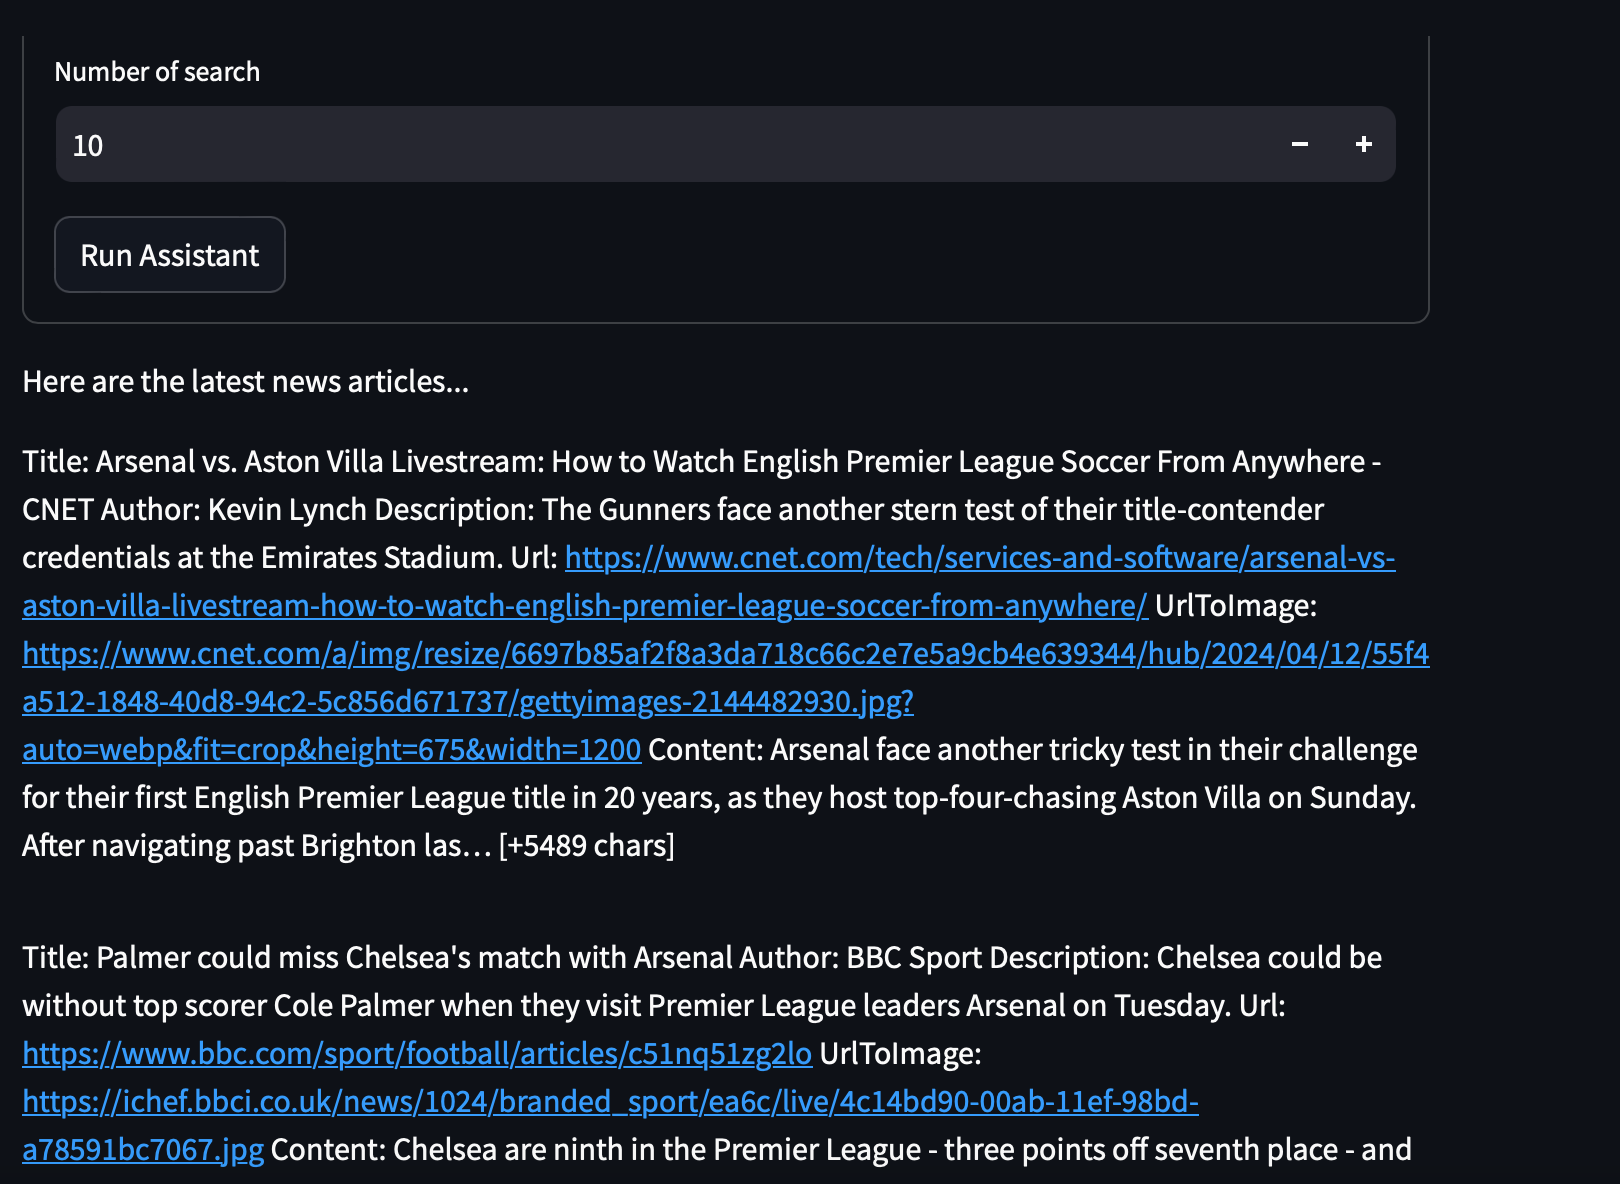 Number of search
10
Run Assistant
Here are the latest news articles...
Title: Arsenal vs. Aston Villa Livestream: How to Watch English Premier League Soccer From Anywhere -
CNET Author: Kevin Lynch Description: The Gunners face another stern test of their title-contender
credentials at the Emirates Stadium. Url: https://www.cnet.com/tech/services-and-software/arsenal-vs-
aston-villa-livestream-how-to-watch-english-premier-league-soccer-from-anywhere/ UrlToImage:
https://www.cnet.com/a/img/resize/6697b85af2f8a3da718c66c2e7e5a9cb4e639344/hub/2024/04/12/55f4
a512-1848-40d8-94c2-5c856d671737/gettyimages-2144482930.jpg?
auto=webp&fit=crop&height=675&width=1200 Content: Arsenal face another tricky test in their challenge
for their first English Premier League title in 20 years, as they host top-four-chasing Aston Villa on Sunday.
After navigating past Brighton las… [+5489 chars]
Title: Palmer could miss Chelsea's match with Arsenal Author: BBC Sport Description: Chelsea could be
without top scorer Cole Palmer when they visit Premier League leaders Arsenal on Tuesday. Url:
https://www.bbc.com/sport/football/articles/c51nq51zg2lo UrlToImage:
https://ichef.bbci.co.uk/news/1024/branded_sport/ea6c/live/4c14bd90-00ab-11ef-98bd-
a78591bc7067.jpg Content: Chelsea are ninth in the Premier League - three points off seventh place - and